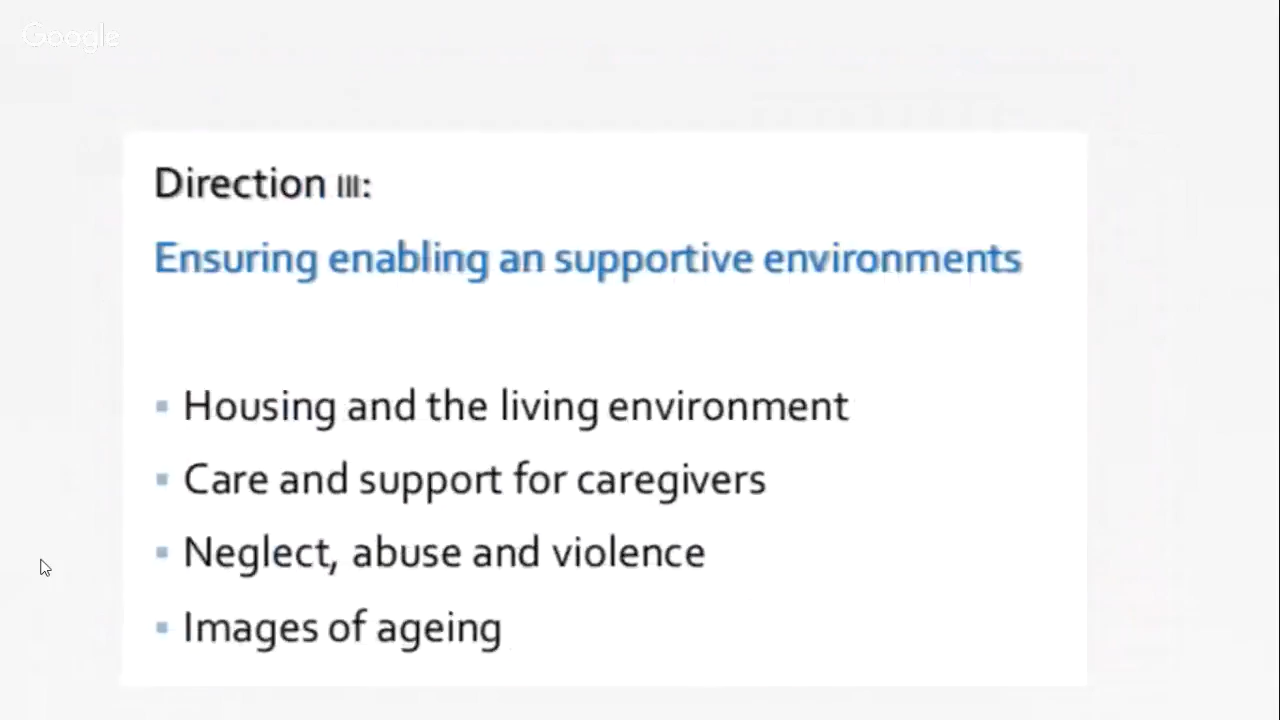 Google
Direction III:
Ensuring enabling an supportive environments
▪ Housing and the living environment
▪ Care and support for caregivers
▪ Neglect, abuse and violence
▪ Images of ageing